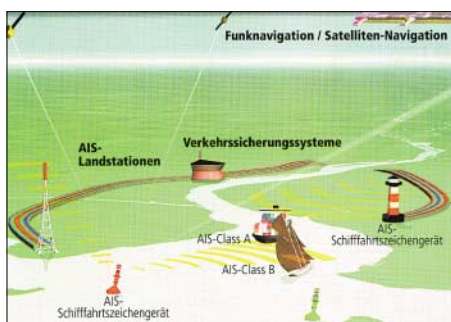 Funknavigation / Satelliten-Navigation
AIS-
Landstationen
Verkehrssicherungssysteme
AIS-Class A
AIS-Class B
AIS-
Schifffahrtszeichengerät
AIS-
Schifffahrtszeichengerät